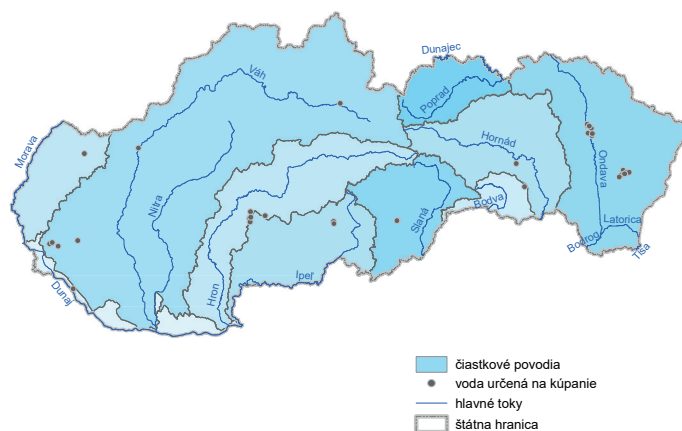 Dunajec
Váh
Poprad
Morava
Hornád
Ondava
Nitra
Slaná
Bodva
Latorica
Bodrog
Tisa
Ipeľ
Dunaj
Hron
čiastkové povodia
voda určená na kúpanie
hlavné toky
štátna hranica